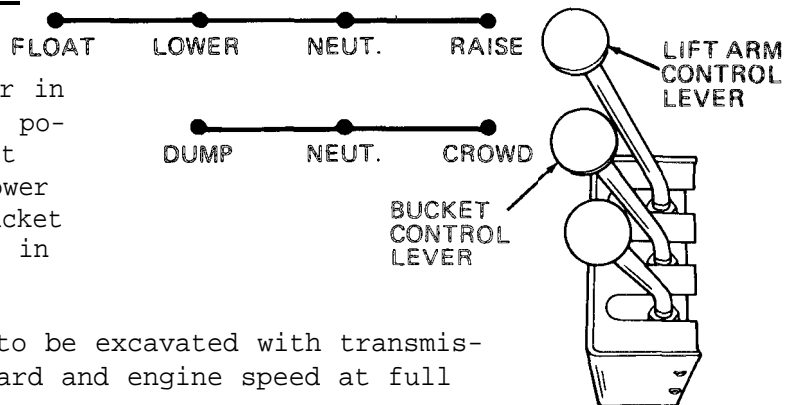 FLOAT LOWER NEUT. RAISE
LIFT ARM
CONTROL
LEVER
r in
po-
t
ower
ucket
in
DUMP NEUT. CROWD
BUCKET
CONTROL
LEVER
to be excavated with transmis-
ard and engine speed at full